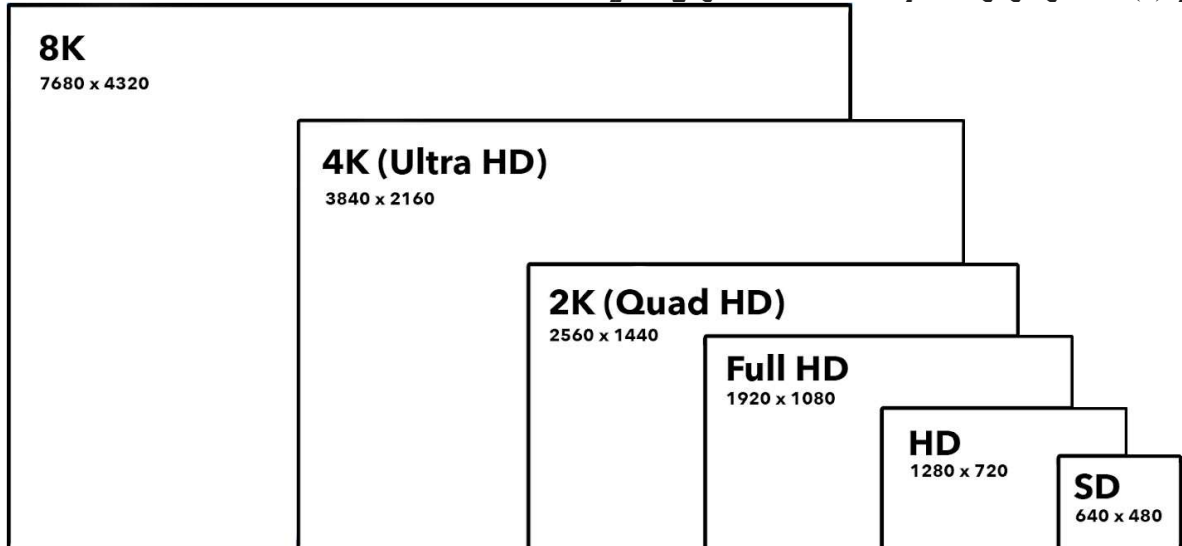 8K
7680 x 4320
4K (Ultra HD)
3840 x 2160
2K (Quad HD)
2560 x 1440
Full HD
1920 x 1080
HD
1280 x 720
SD
640 x 480